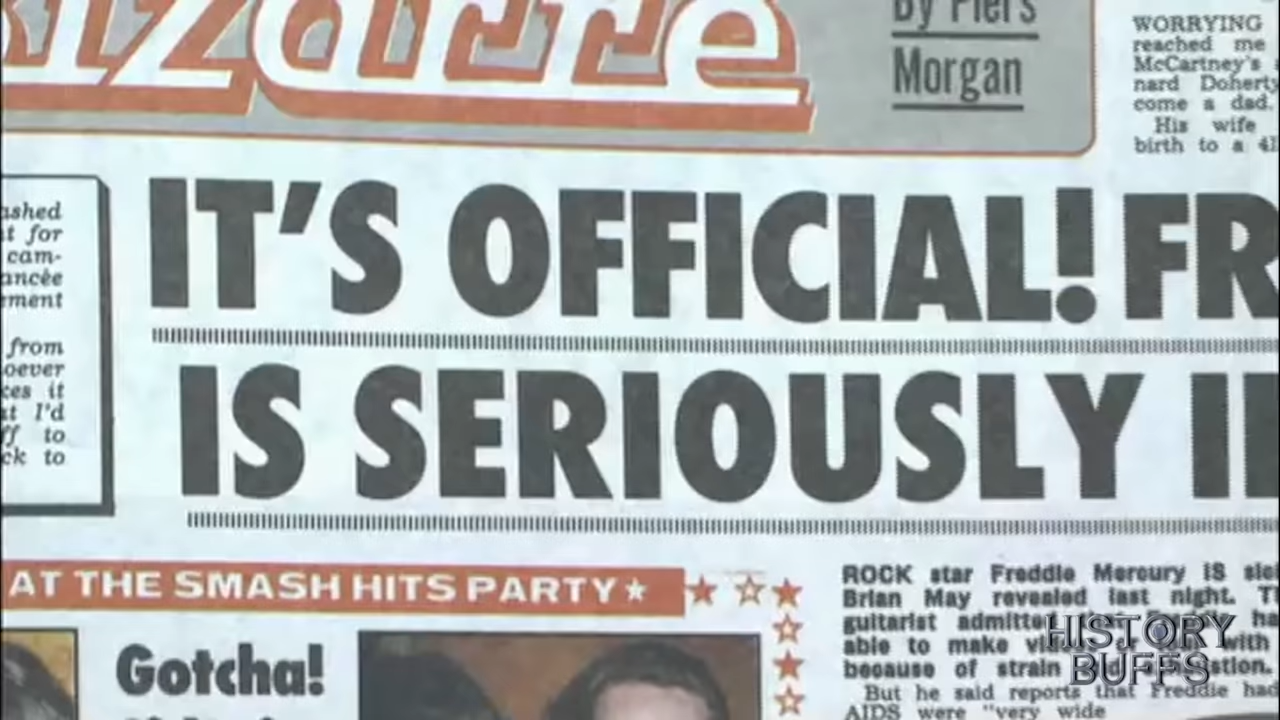 By Piers
Morgan
WORRYING
reached me
McCartney's
nard Doherty
come a dad.
His wife
birth to a
IT'S OFFICIAL! FR
IS SERIOUSLY
ashed
t for
cam-
ancée
ement
from
oever
ces it
t I'd
ff to
ck to
AT THE SMASH HITS PARTY
Gotcha!
ROCK star Freddie Mercury IS
Brian May revealed last night.
guitarist
able to make with
because of strain
But he said reports that Freddie had
AIDS were "very wide
HISTORY
BUFFS